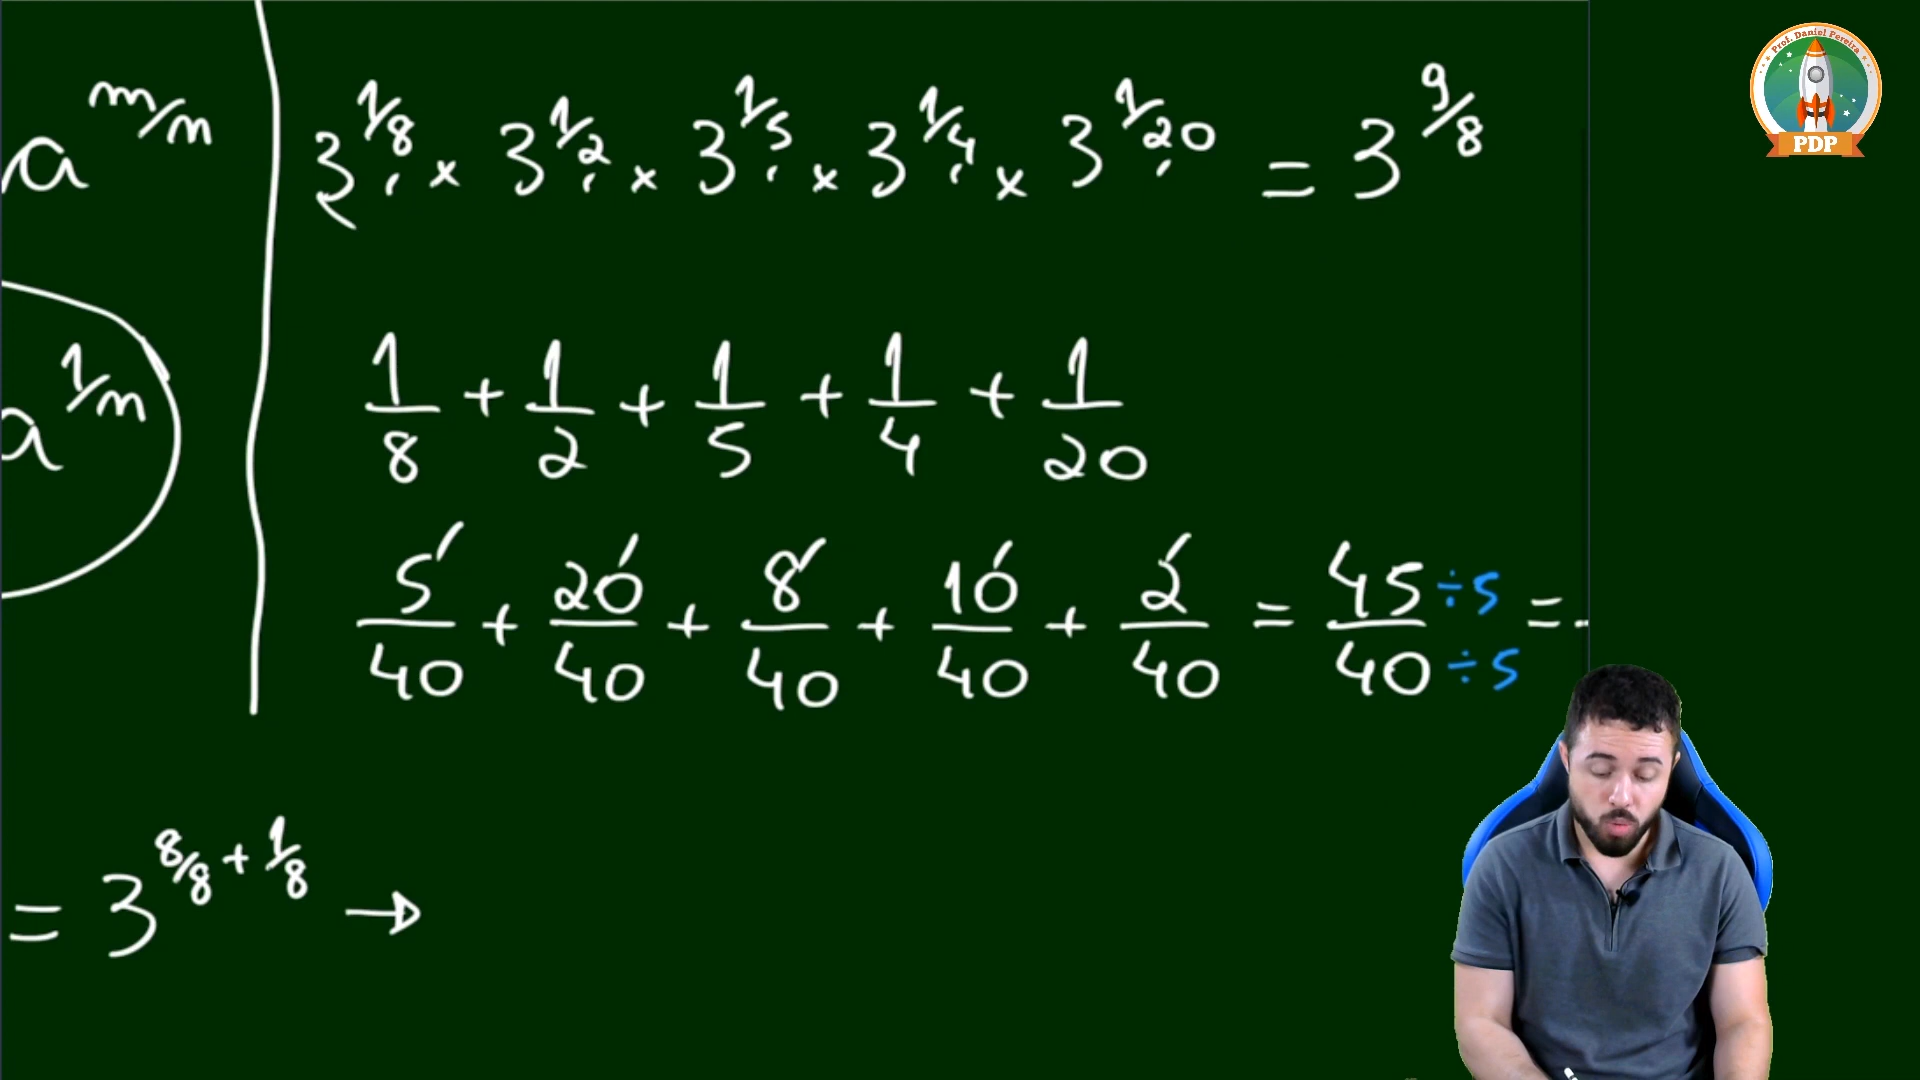 a^{m/n}
3^{1/8} × 3^{1/2} × 3^{1/5} × 3^{1/4} × 3^{1/20} = 3^{9/8}
a^{1/n}
1/8 + 1/2 + 1/5 + 1/4 + 1/20
5/40 + 20/40 + 8/40 + 10/40 + 2/40 = 45÷5/40÷5 =
= 3^{8/8 + 1/8} →
Prof. Daniel Pereira
PDP